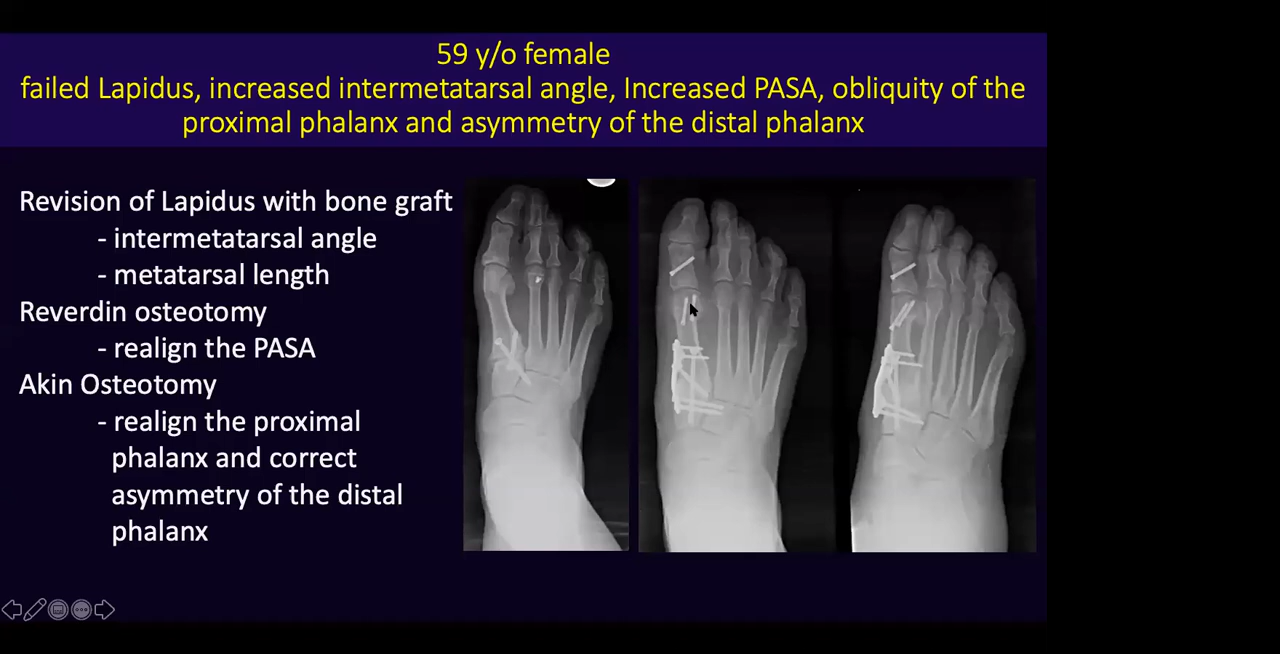 59 y/o female
failed Lapidus, increased intermetatarsal angle, Increased PASA, obliquity of the
proximal phalanx and asymmetry of the distal phalanx
Revision of Lapidus with bone graft
- intermetatarsal angle
- metatarsal length
Reverdin osteotomy
- realign the PASA
Akin Osteotomy
- realign the proximal
phalanx and correct
asymmetry of the distal
phalanx